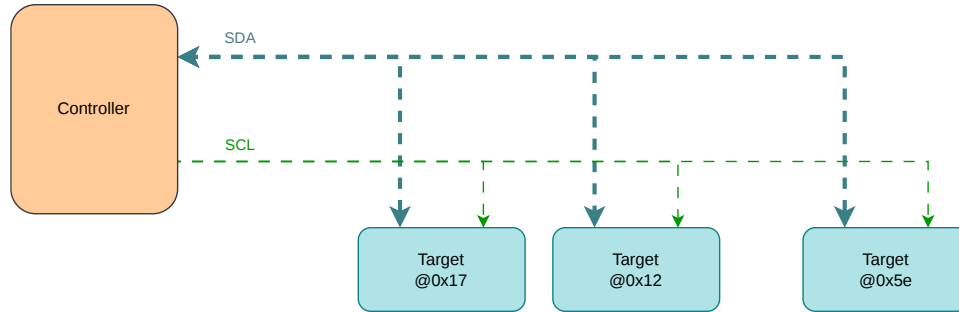 SDA
Controller
SCL
Target
@0x17
Target
@0x12
Target
@0x5e